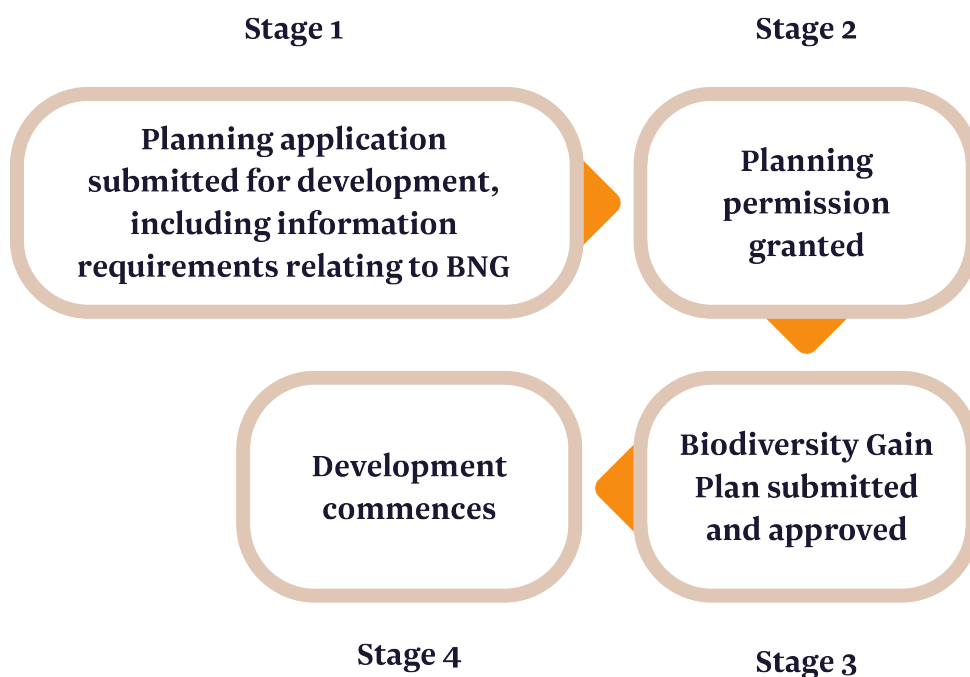 Stage 1
Planning application
submitted for development,
including information
requirements relating to BNG
Stage 2
Planning
permission
granted
Biodiversity Gain
Plan submitted
and approved
Stage 3
Development
commences
Stage 4